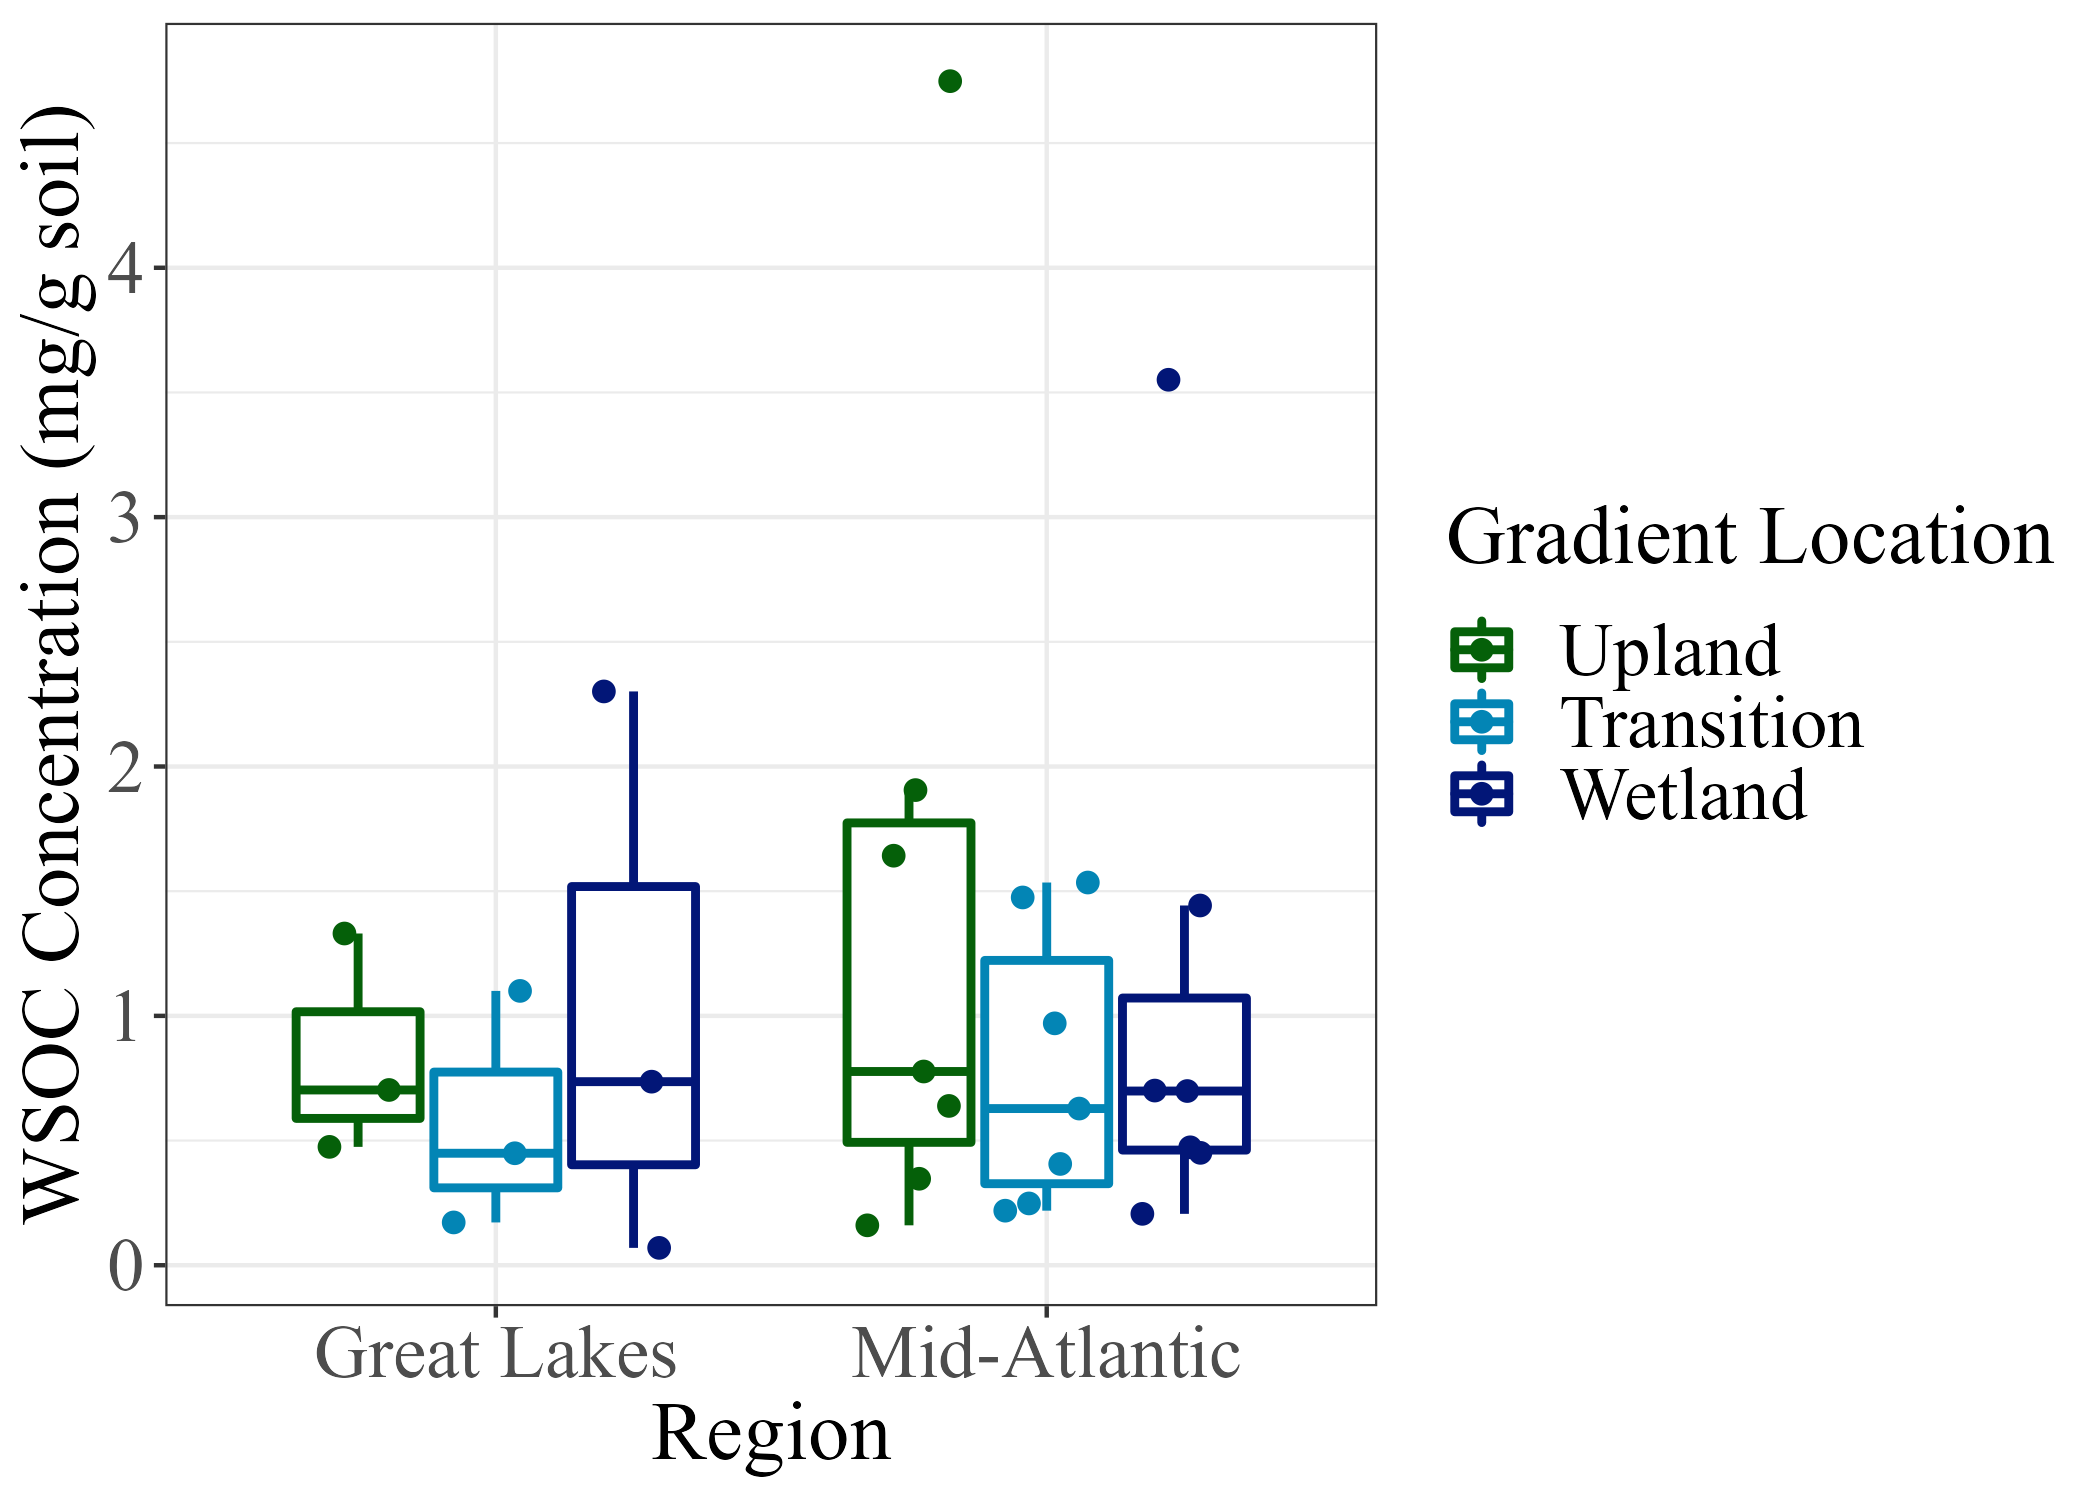 WSOC Concentration (mg/g soil)
4
3
2
1
0
Great Lakes
Mid-Atlantic
Region
Gradient Location
Upland
Transition
Wetland